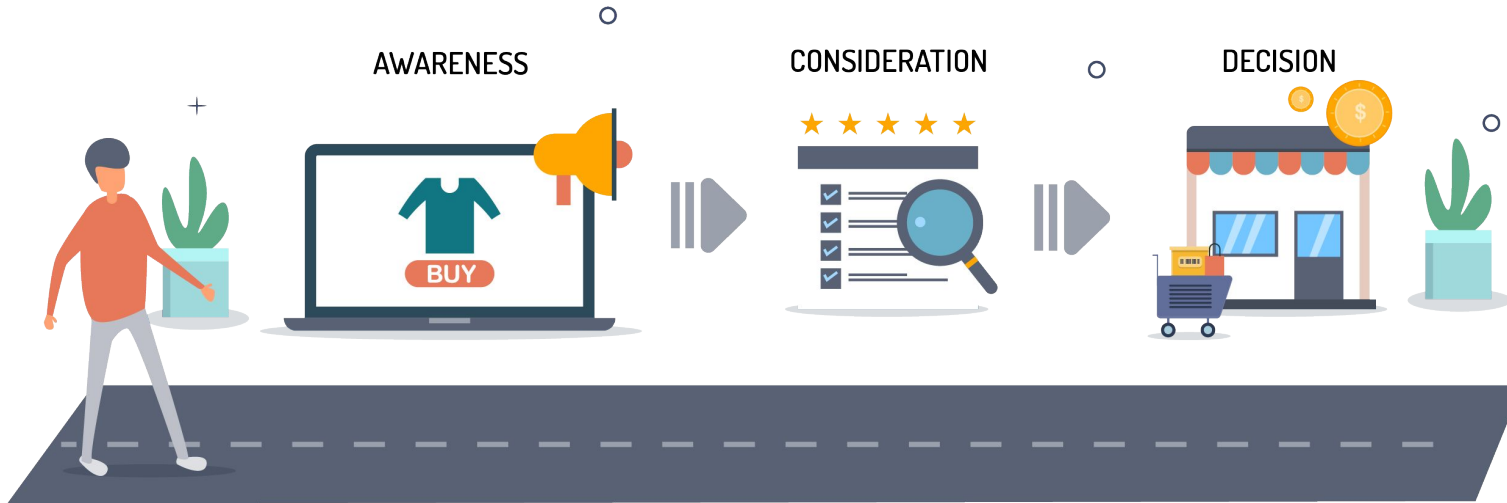 AWARENESS
CONSIDERATION
DECISION
BUY
$
$